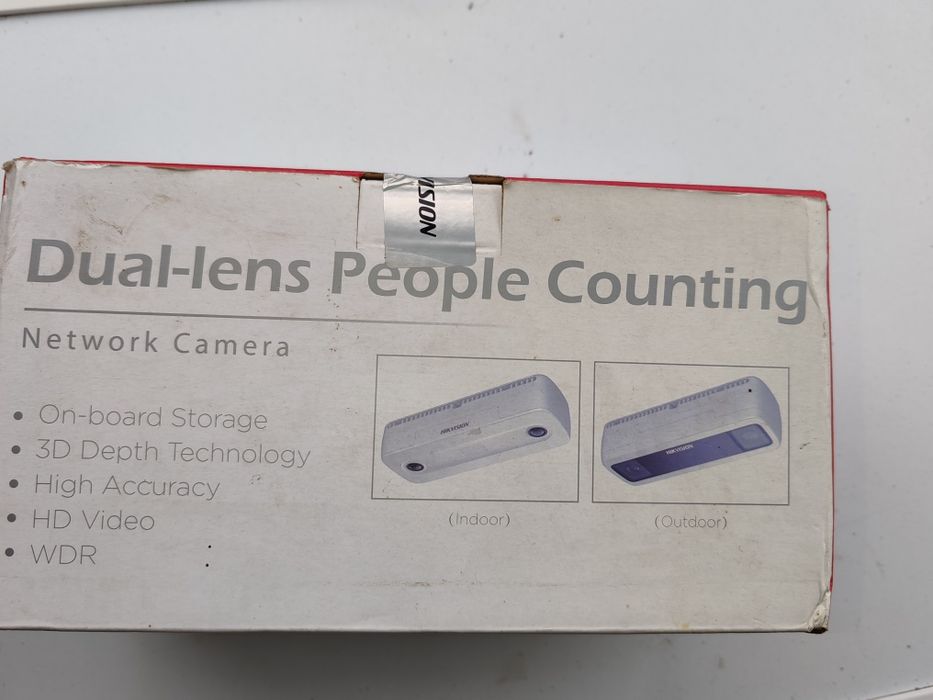 VISION
Dual-lens People Counting
Network Camera
• On-board Storage
• 3D Depth Technology
• High Accuracy
• HD Video
• WDR
HIKVISION
(Indoor)
HIKVISION
(Outdoor)